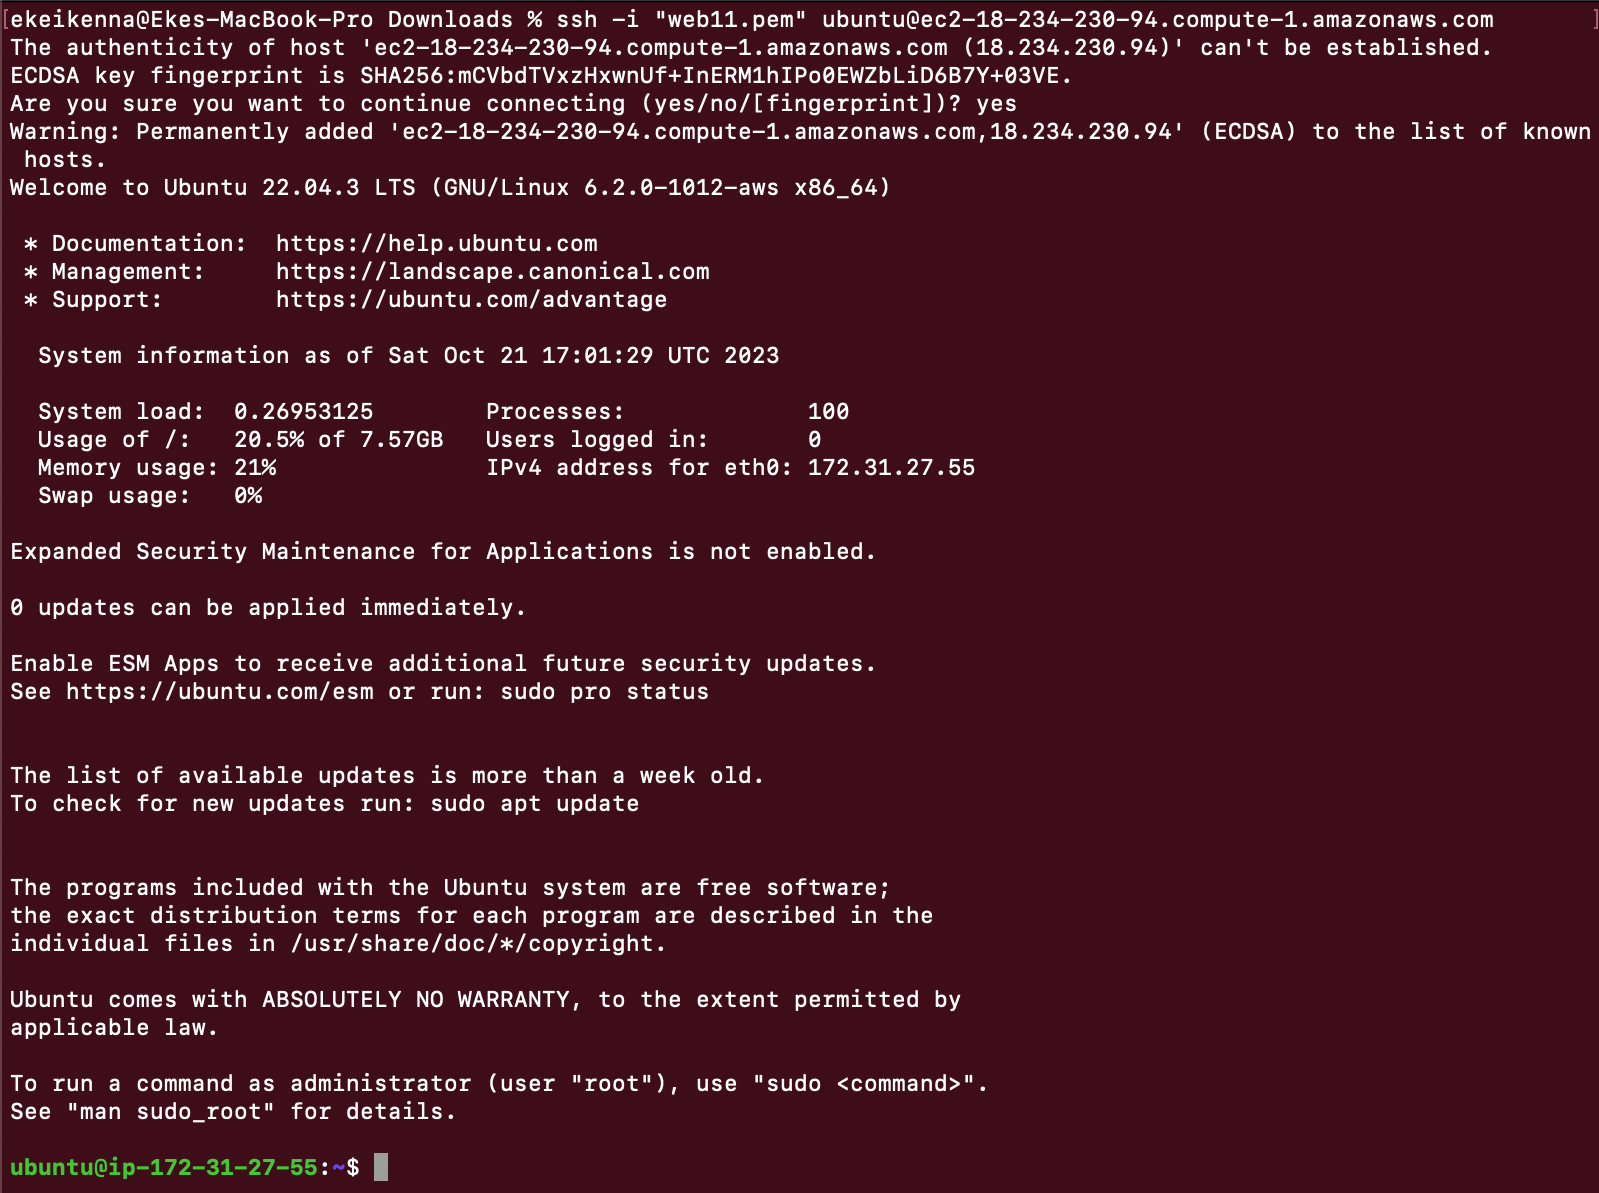 [ekeikenna@Ekes-MacBook-Pro Downloads % ssh -i "web11.pem" ubuntu@ec2-18-234-230-94.compute-1.amazonaws.com ]
The authenticity of host 'ec2-18-234-230-94.compute-1.amazonaws.com (18.234.230.94)' can't be established.
ECDSA key fingerprint is SHA256:mCVbdTVxzHxwnUf+InERM1hIPo0EWZbLiD6B7Y+03VE.
Are you sure you want to continue connecting (yes/no/[fingerprint])? yes
Warning: Permanently added 'ec2-18-234-230-94.compute-1.amazonaws.com,18.234.230.94' (ECDSA) to the list of known
 hosts.
Welcome to Ubuntu 22.04.3 LTS (GNU/Linux 6.2.0-1012-aws x86_64)

 * Documentation:  https://help.ubuntu.com
 * Management:     https://landscape.canonical.com
 * Support:        https://ubuntu.com/advantage

  System information as of Sat Oct 21 17:01:29 UTC 2023

  System load:  0.26953125        Processes:             100
  Usage of /:   20.5% of 7.57GB   Users logged in:       0
  Memory usage: 21%               IPv4 address for eth0: 172.31.27.55
  Swap usage:   0%

Expanded Security Maintenance for Applications is not enabled.

0 updates can be applied immediately.

Enable ESM Apps to receive additional future security updates.
See https://ubuntu.com/esm or run: sudo pro status


The list of available updates is more than a week old.
To check for new updates run: sudo apt update


The programs included with the Ubuntu system are free software;
the exact distribution terms for each program are described in the
individual files in /usr/share/doc/*/copyright.

Ubuntu comes with ABSOLUTELY NO WARRANTY, to the extent permitted by
applicable law.

To run a command as administrator (user "root"), use "sudo <command>".
See "man sudo_root" for details.

ubuntu@ip-172-31-27-55:~$